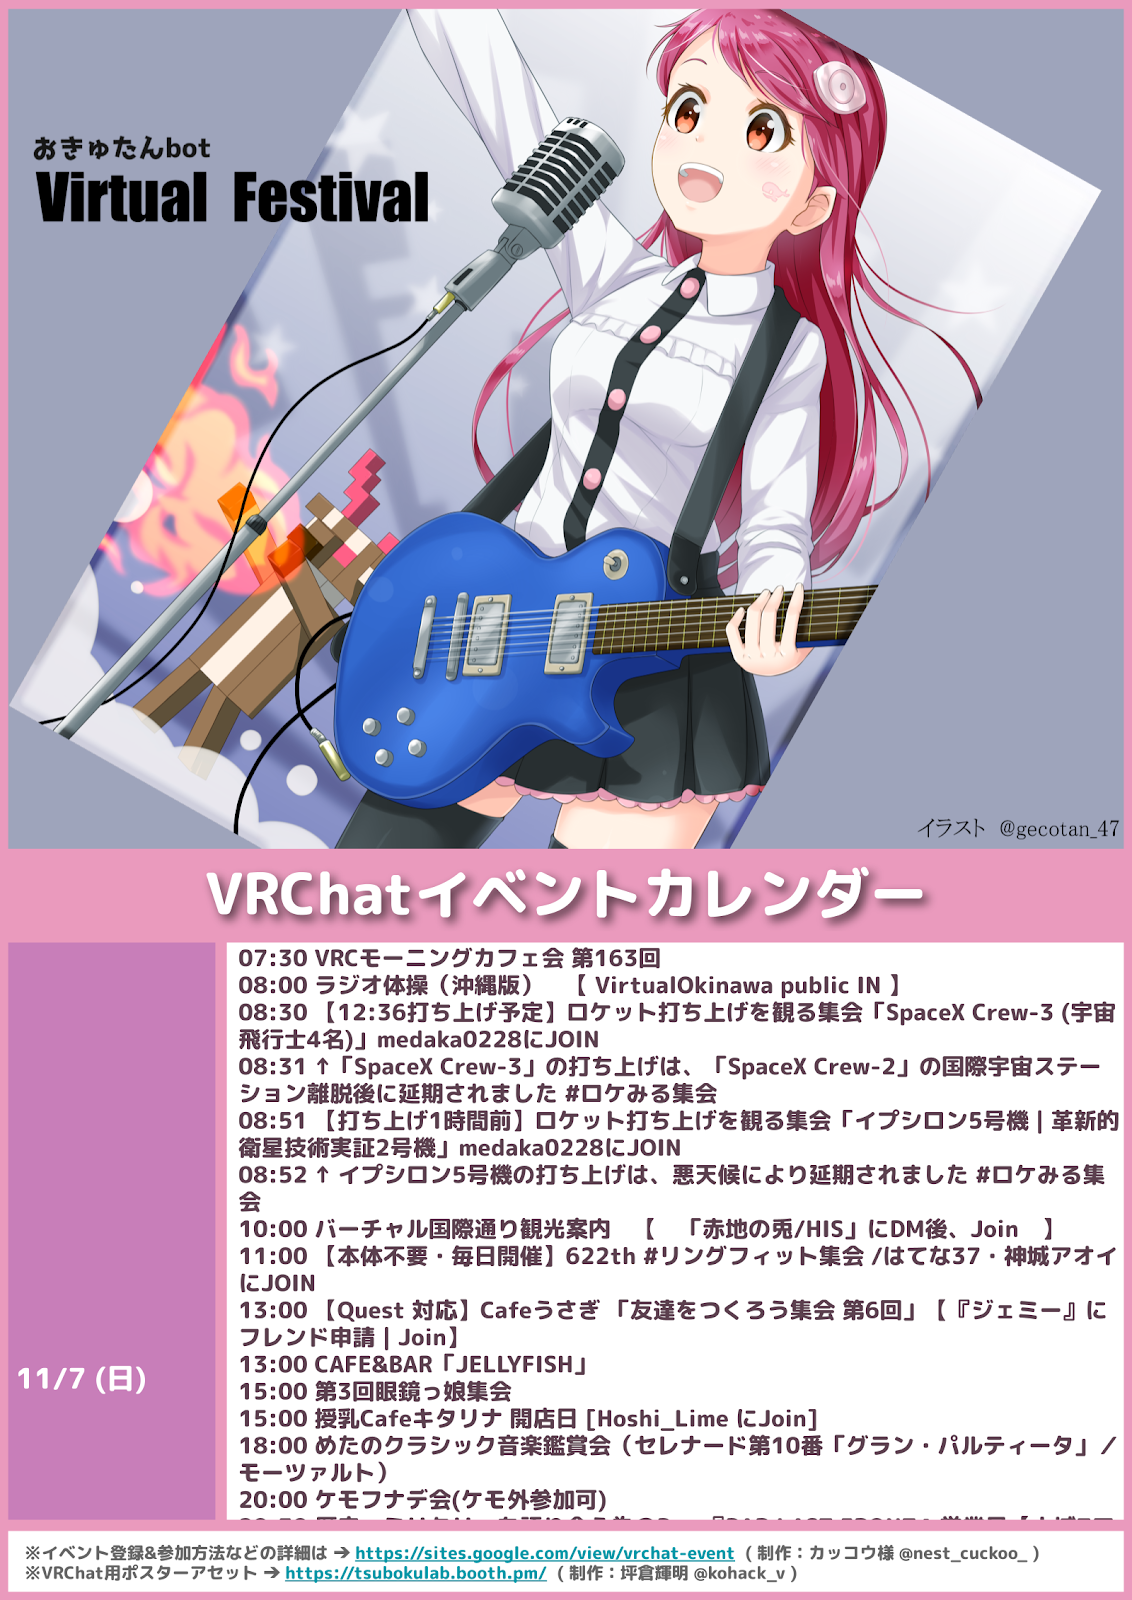 おきゅたんbot
Virtual Festival
イラスト @gecotan_47
VRChatイベントカレンダー
11/7 (日)
07:30 VRCモーニングカフェ会 第163回
08:00 ラジオ体操（沖縄版）　【 VirtualOkinawa public IN 】
08:30 【12:36打ち上げ予定】ロケット打ち上げを観る集会「SpaceX Crew-3 (宇宙
飛行士4名)」medaka0228にJOIN
08:31 ↑「SpaceX Crew-3」の打ち上げは、「SpaceX Crew-2」の国際宇宙ステー
ション離脱後に延期されました #ロケみる集会
08:51 【打ち上げ1時間前】ロケット打ち上げを観る集会「イプシロン5号機 | 革新的
衛星技術実証2号機」medaka0228にJOIN
08:52 ↑ イプシロン5号機の打ち上げは、悪天候により延期されました #ロケみる集
会
10:00 バーチャル国際通り観光案内　【　「赤地の兎/HIS」にDM後、Join　】
11:00 【本体不要・毎日開催】622th #リングフィット集会 /はてな37・神城アオイ
にJOIN
13:00 【Quest 対応】Cafeうさぎ 「友達をつくろう集会 第6回」【『ジェミー』に
フレンド申請 | Join】
13:00 CAFE&BAR「JELLYFISH」
15:00 第3回眼鏡っ娘集会
15:00 授乳Cafeキタリナ 開店日 [Hoshi_Lime にJoin]
18:00 めたのクラシック音楽鑑賞会（セレナード第10番「グラン・パルティータ」／
モーツァルト）
20:00 ケモフナデ会(ケモ外参加可)
※イベント登録&参加方法などの詳細は ➔ https://sites.google.com/view/vrchat-event （ 制作：カッコウ様 @nest_cuckoo_ ）
※VRChat用ポスターアセット ➔ https://tsubokulab.booth.pm/ （ 制作：坪倉輝明 @kohack_v ）